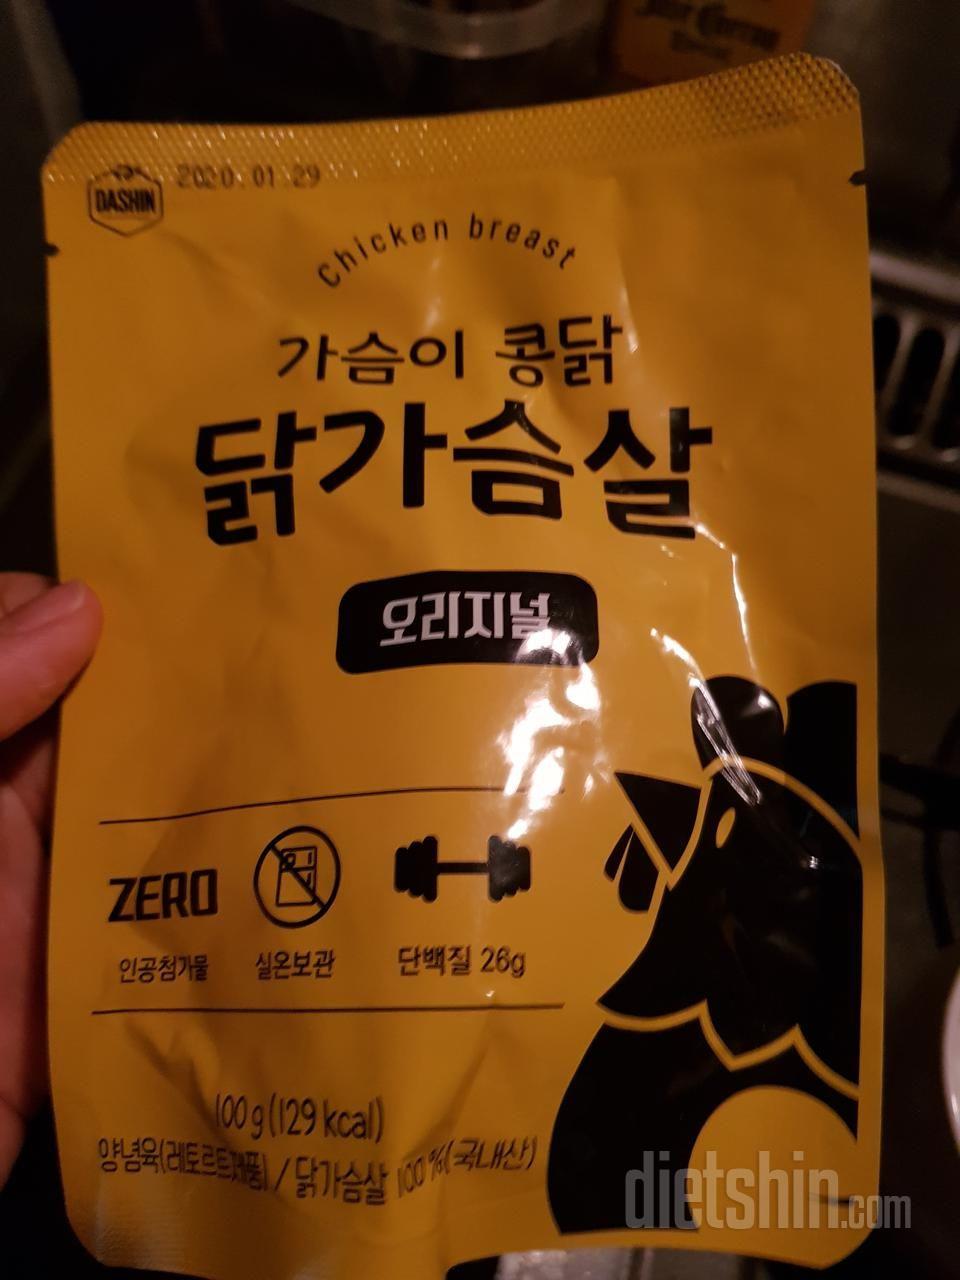 DASHIN
2020.01.29
Chicken breast
가슴이 콩닭
닭가슴살
오리지널
ZERO
인공첨가물
실온보관
단백질 26g
100g(129 kcal)
양념육(레토르트제품)/닭가슴살 100%(국내산)
dietshin.com